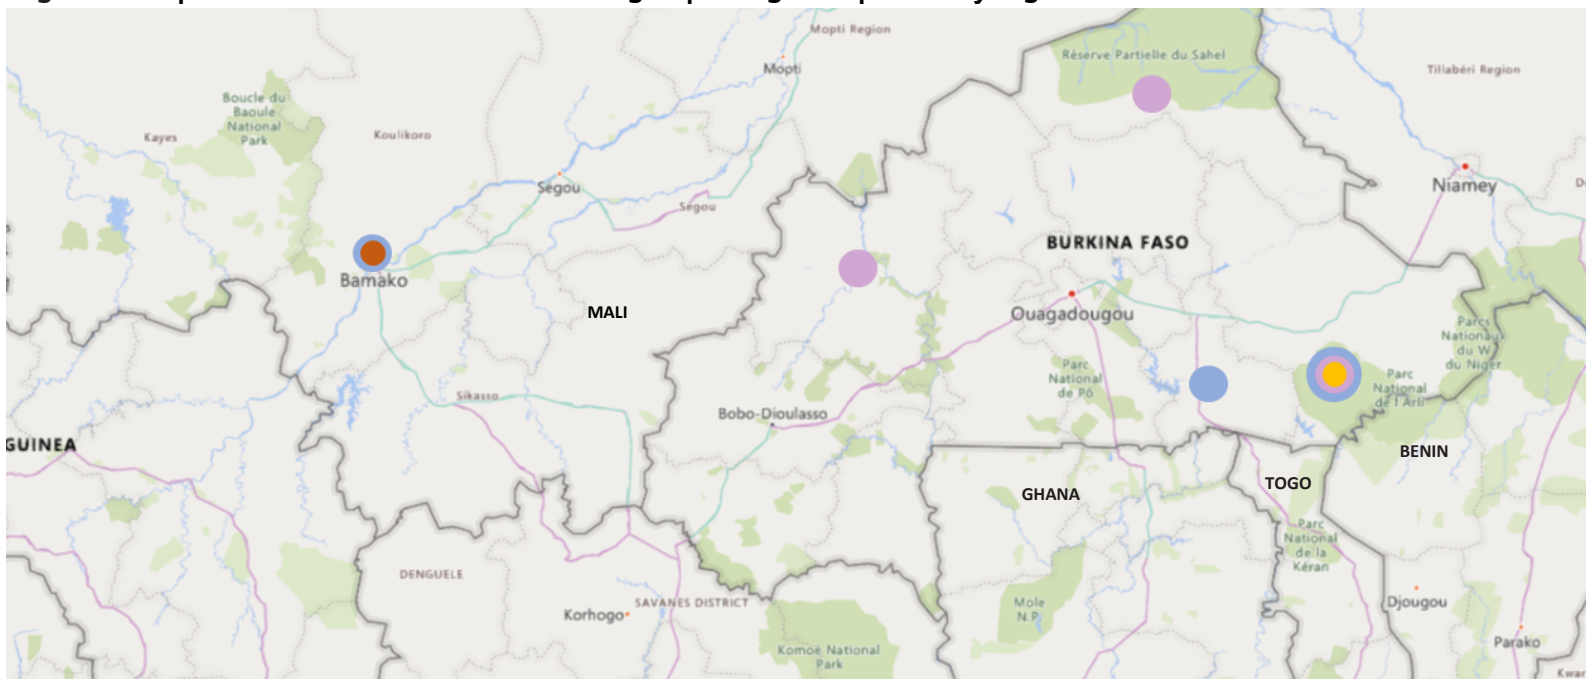 Mopti Region
Réserve Partielle du Sahel
Mopti
Tillabéri Region
Boucle du
Baoule
National
Park
Kayes
Koulikoro
Ségou
Ségou
Niamey
BURKINA FASO
Bamako
MALI
Ouagadougou
Parcs
Nationaux
du W
du Niger
Parc
National
de Pô
Parc
National
de l'Arli
Sikasso
Bobo-Dioulasso
GUINEA
BENIN
GHANA
TOGO
Parc
National
de la
Kéran
DENGUELE
Korhogo
SAVANES DISTRICT
Mole
N.P.
Djougou
Komoé National
Park
Parako